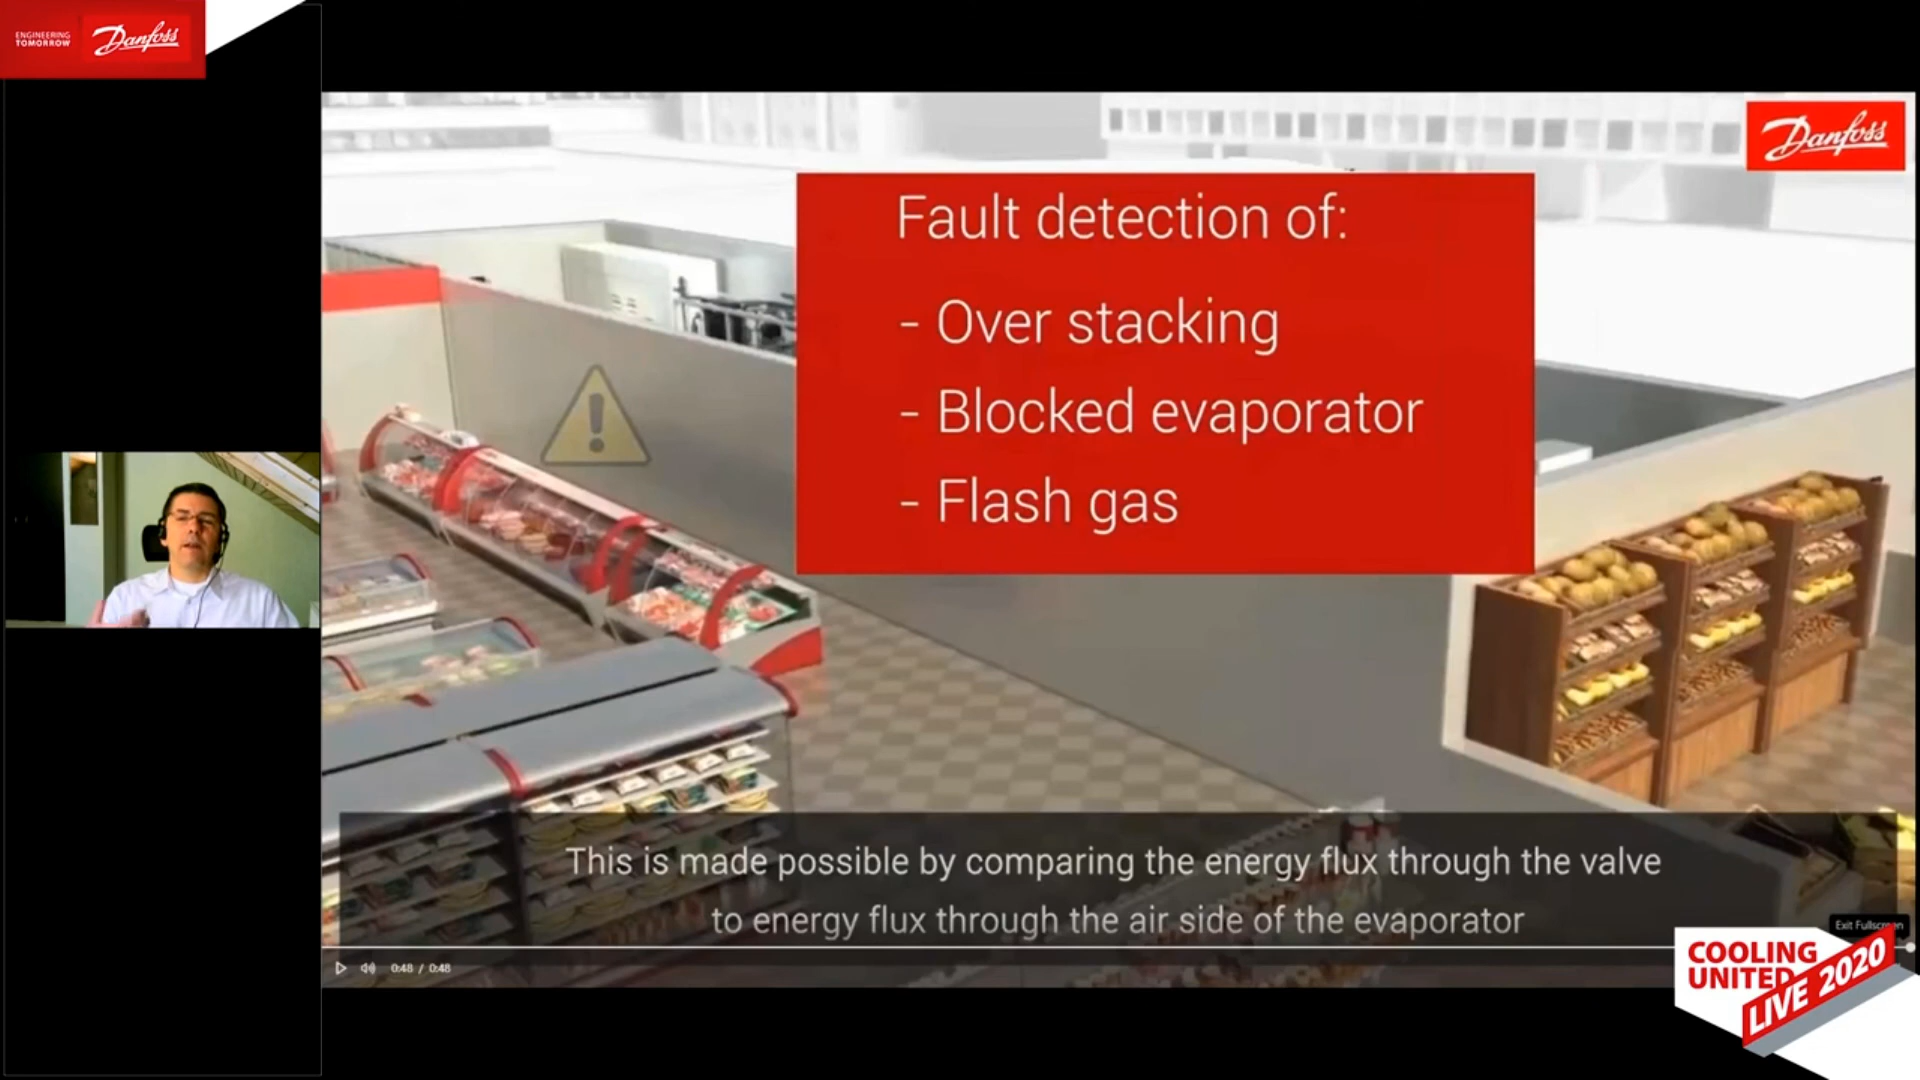 ENGINEERING
TOMORROW
Danfoss
Danfoss
Fault detection of:
- Over stacking
- Blocked evaporator
- Flash gas
This is made possible by comparing the energy flux through the valve
to energy flux through the air side of the evaporator
Exit Fullscreen
0:48 / 0:48
COOLING
UNITED
LIVE 2020